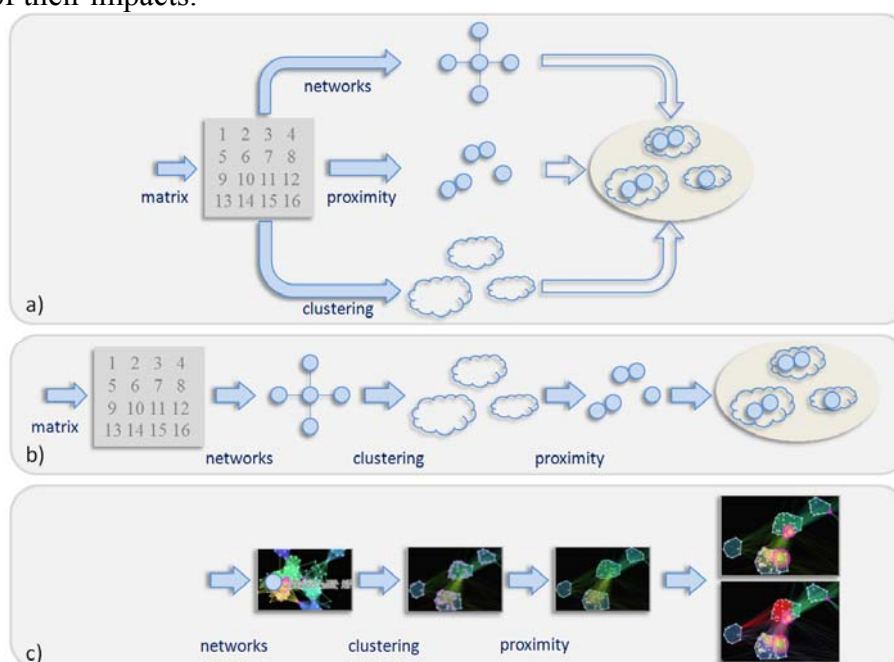 of their impacts.
networks
1 2 3 4
5 6 7 8
9 10 11 12
13 14 15 16
matrix
proximity
clustering
a)
1 2 3 4
5 6 7 8
9 10 11 12
13 14 15 16
matrix
networks
clustering
proximity
b)
networks
clustering
proximity
c)